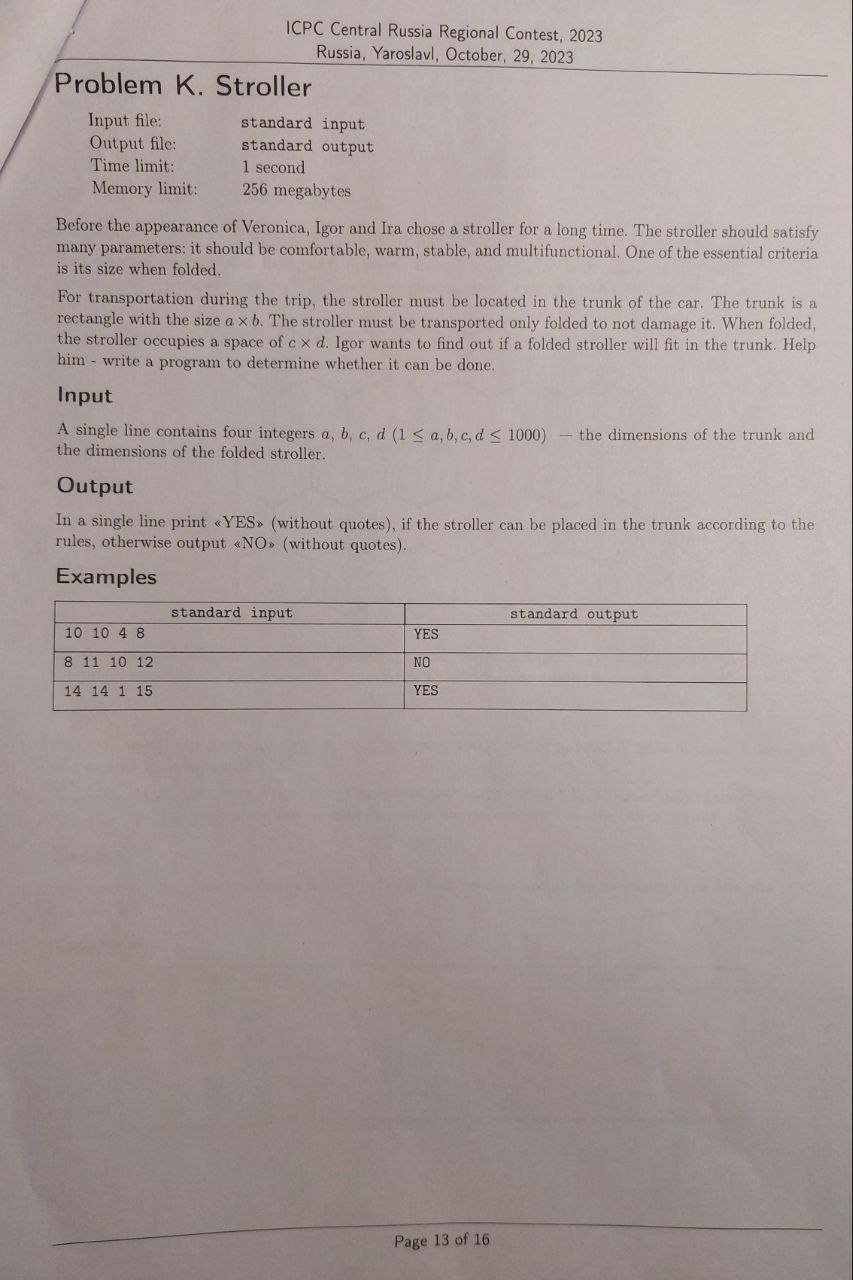 ICPC Central Russia Regional Contest, 2023
Russia, Yaroslavl, October, 29, 2023
Problem K. Stroller
Input file: standard input
Output file: standard output
Time limit: 1 second
Memory limit: 256 megabytes
Before the appearance of Veronica, Igor and Ira chose a stroller for a long time. The stroller should satisfy
many parameters: it should be comfortable, warm, stable, and multifunctional. One of the essential criteria
is its size when folded.
For transportation during the trip, the stroller must be located in the trunk of the car. The trunk is a
rectangle with the size a × b. The stroller must be transported only folded to not damage it. When folded,
the stroller occupies a space of c × d. Igor wants to find out if a folded stroller will fit in the trunk. Help
him - write a program to determine whether it can be done.
Input
A single line contains four integers a, b, c, d (1 ≤ a, b, c, d ≤ 1000) — the dimensions of the trunk and
the dimensions of the folded stroller.
Output
In a single line print «YES» (without quotes), if the stroller can be placed in the trunk according to the
rules, otherwise output «NO» (without quotes).
Examples
standard input standard output
10 10 4 8 YES
8 11 10 12 NO
14 14 1 15 YES
Page 13 of 16